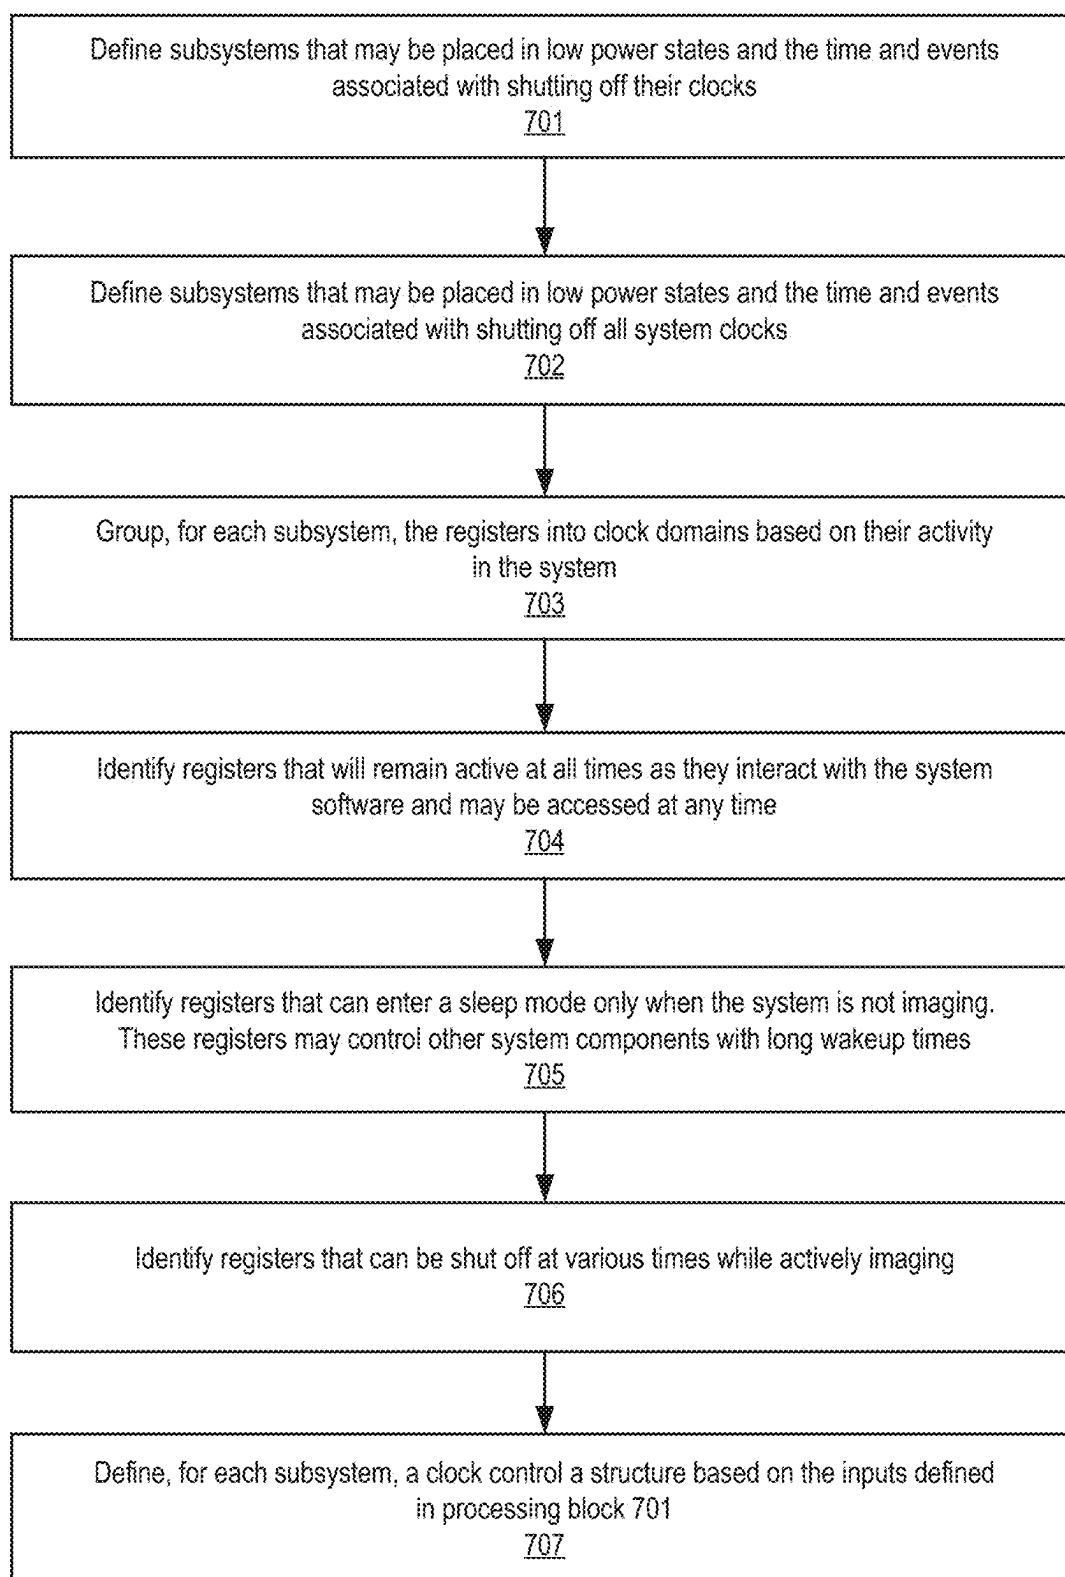 Define subsystems that may be placed in low power states and the time and events
associated with shutting off their clocks
701
Define subsystems that may be placed in low power states and the time and events
associated with shutting off all system clocks
702
Group, for each subsystem, the registers into clock domains based on their activity
in the system
703
Identify registers that will remain active at all times as they interact with the system
software and may be accessed at any time
704
Identify registers that can enter a sleep mode only when the system is not imaging.
These registers may control other system components with long wakeup times
705
Identify registers that can be shut off at various times while actively imaging
706
Define, for each subsystem, a clock control a structure based on the inputs defined
in processing block 701
707